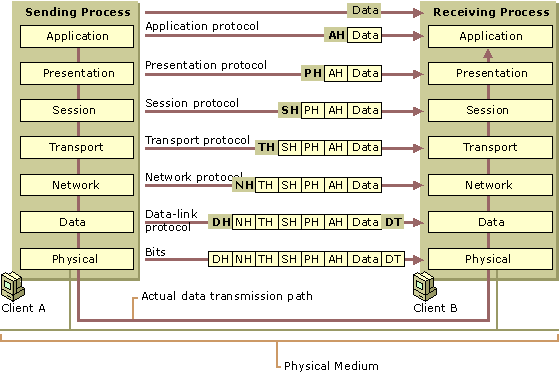 Sending Process Data Receiving Process
Application Application protocol AH Data Application
Presentation Presentation protocol PH AH Data Presentation
Session Session protocol SH PH AH Data Session
Transport Transport protocol TH SH PH AH Data Transport
Network Network protocol NH TH SH PH AH Data Network
Data Data-link protocol DH NH TH SH PH AH Data DT Data
Physical Bits DH NH TH SH PH AH Data DT Physical
Client A Actual data transmission path Client B
Physical Medium